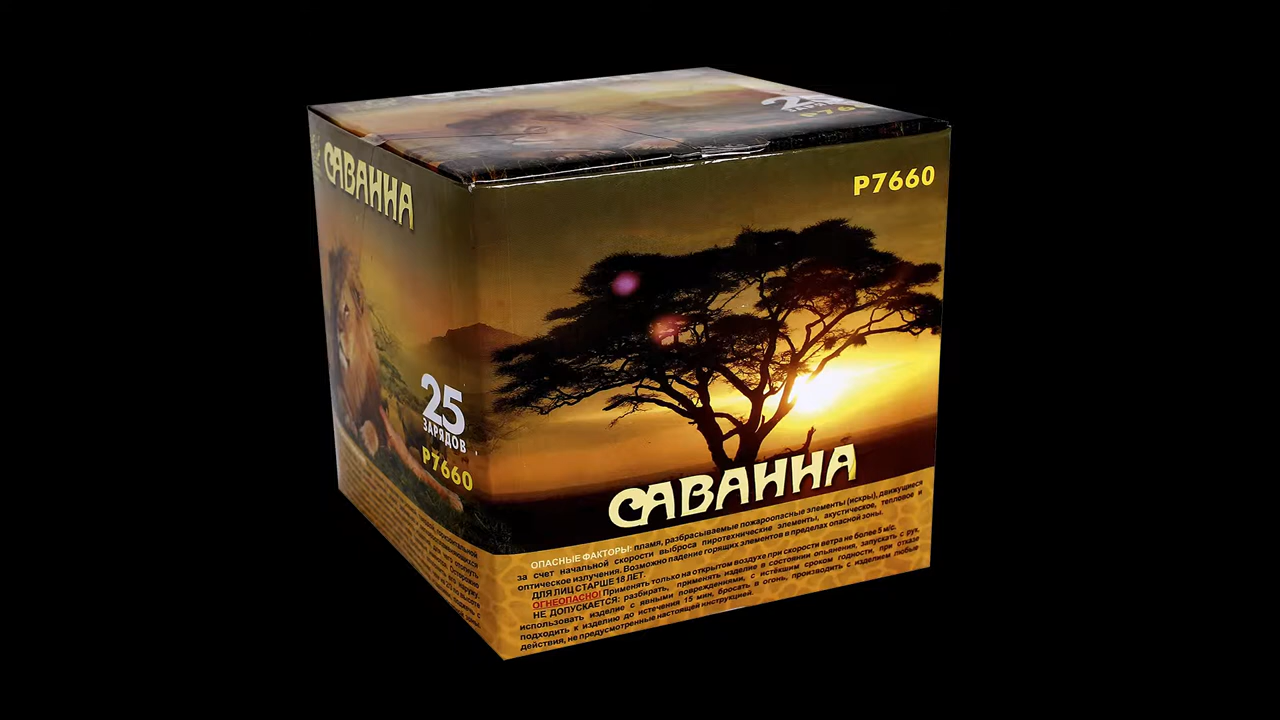 25
P7660
САВАННА
25
ЗАРЯДОВ
P7660
P7660
САВАННА
ОПАСНЫЕ ФАКТОРЫ- пламя, разбрасываемые пожароопасные элементы (искры), движущиеся
за счет начальной скорости выброса пиротехнические элементы, акустическое, тепловое и
оптическое излучения. Возможно падение горящих элементов в пределах опасной зоны.
ДЛЯ ЛИЦ СТАРШЕ 18 ЛЕТ.
ОГНЕОПАСНО! Применять только на открытом воздухе при скорости ветра не более 5 м/с.
НЕ ДОПУСКАЕТСЯ: разбирать, применять изделие в состоянии опьянения, запускать с рук,
использовать изделие с явными повреждениями, с истёкшим сроком годности, при отказе
подходить к изделию до истечения 15 мин, бросать в огонь, производить с изделием любые
действия, не предусмотренные настоящей инструкцией.